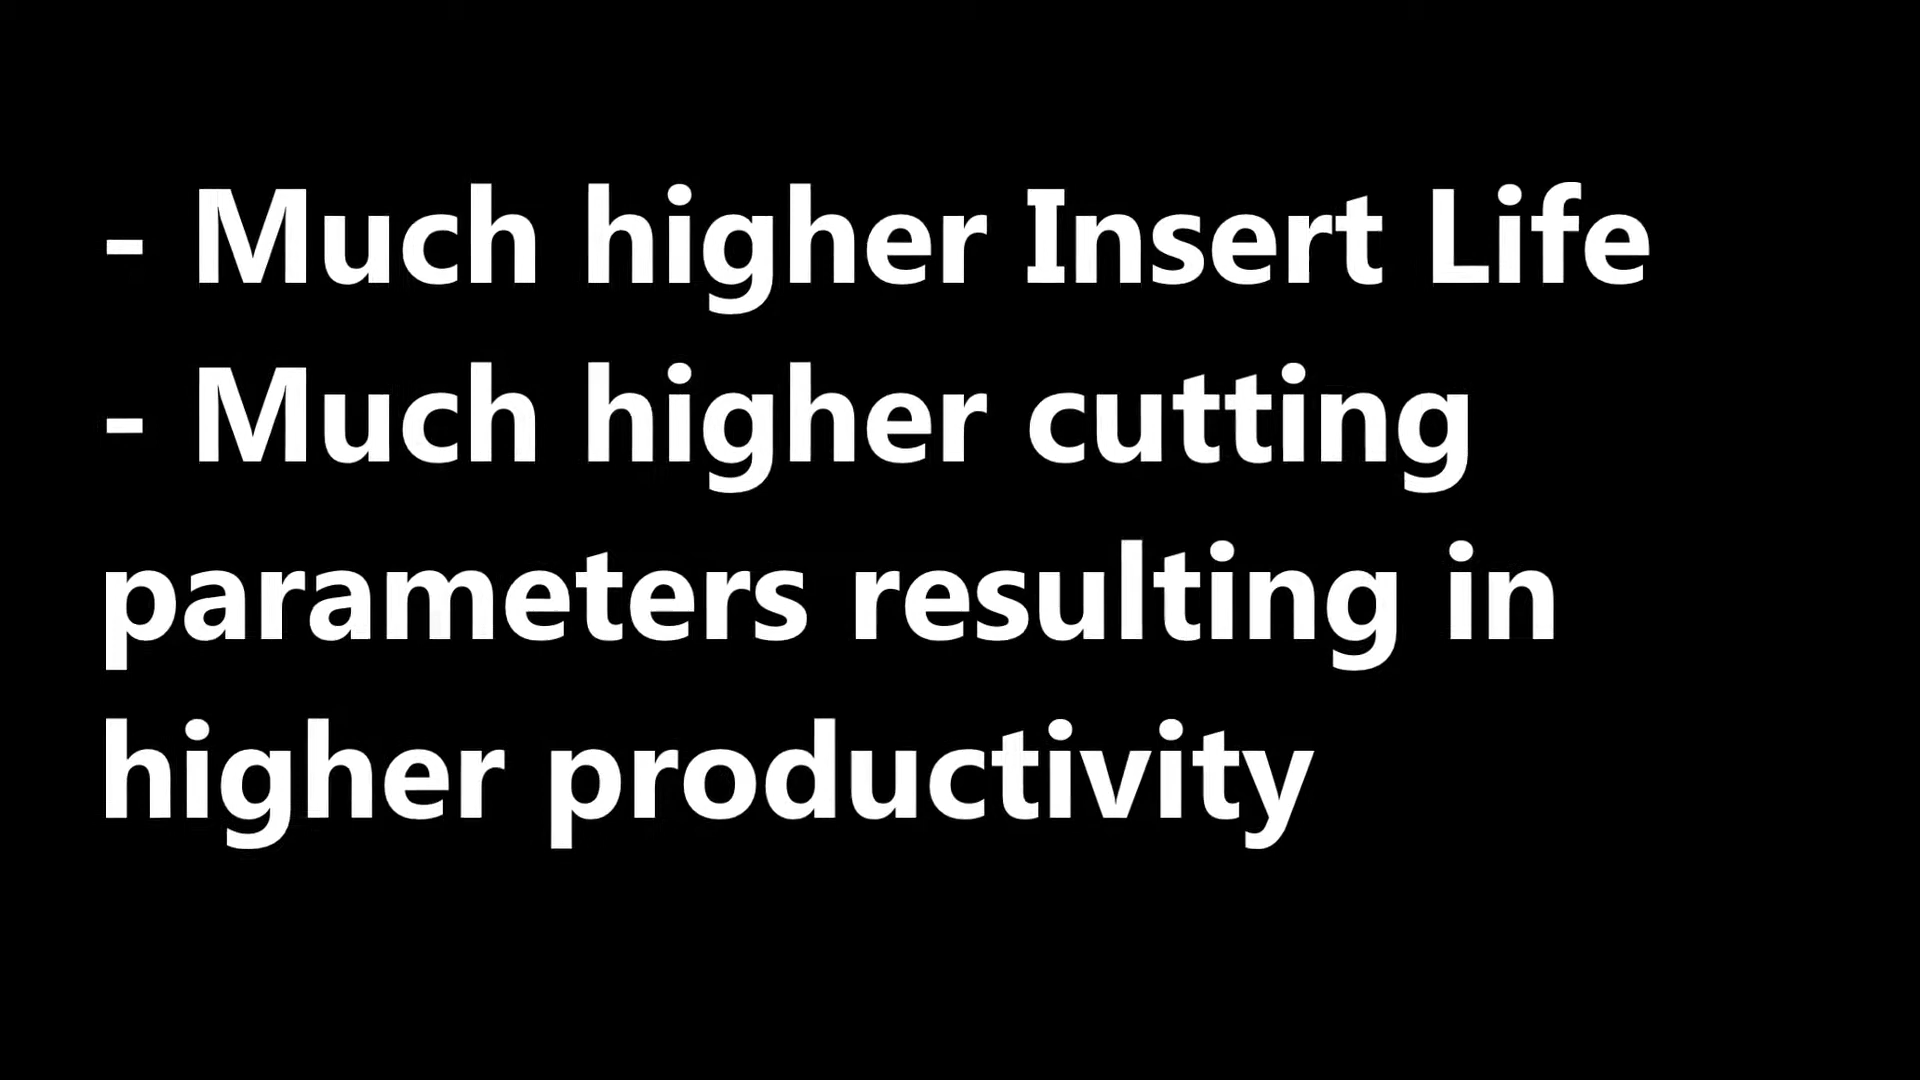 - Much higher Insert Life
- Much higher cutting
parameters resulting in
higher productivity